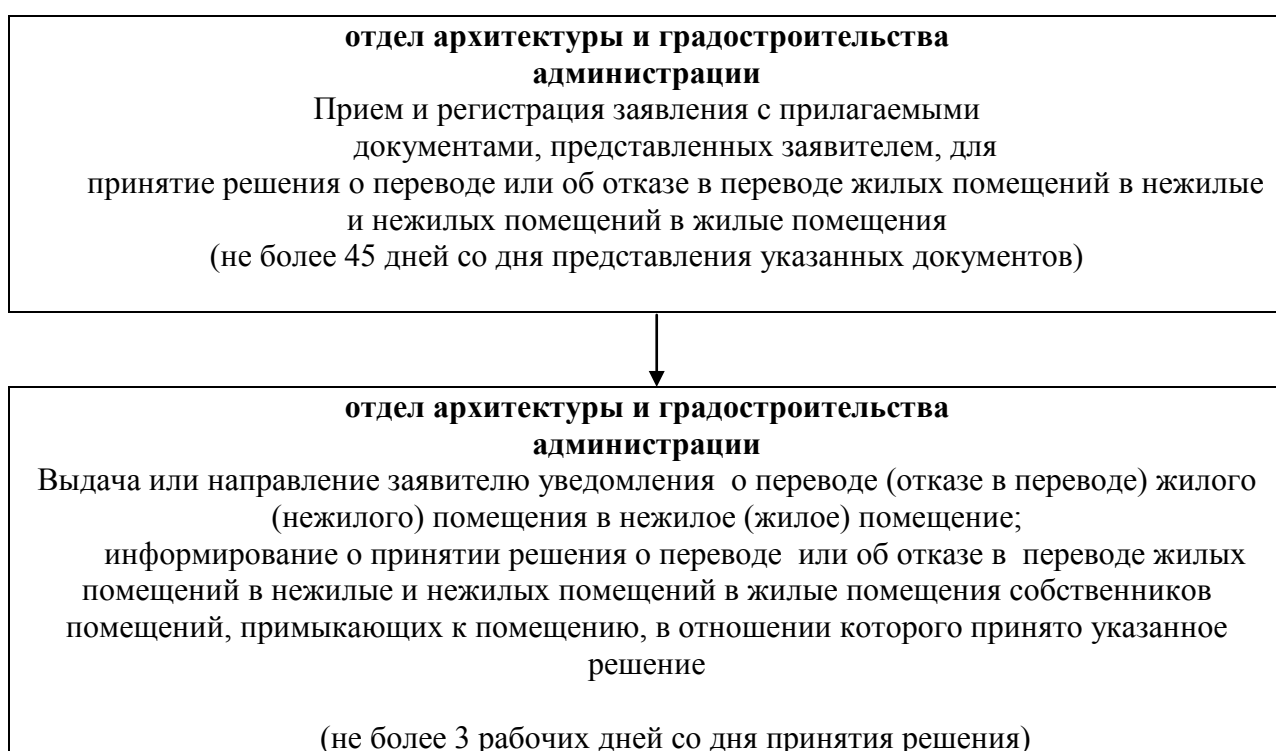 отдел архитектуры и градостроительства
администрации
Прием и регистрация заявления с прилагаемыми
документами, представленных заявителем, для
принятие решения о переводе или об отказе в переводе жилых помещений в нежилые
и нежилых помещений в жилые помещения
(не более 45 дней со дня представления указанных документов)
отдел архитектуры и градостроительства
администрации
Выдача или направление заявителю уведомления о переводе (отказе в переводе) жилого
(нежилого) помещения в нежилое (жилое) помещение;
информирование о принятии решения о переводе или об отказе в переводе жилых
помещений в нежилые и нежилых помещений в жилые помещения собственников
помещений, примыкающих к помещению, в отношении которого принято указанное
решение
(не более 3 рабочих дней со дня принятия решения)